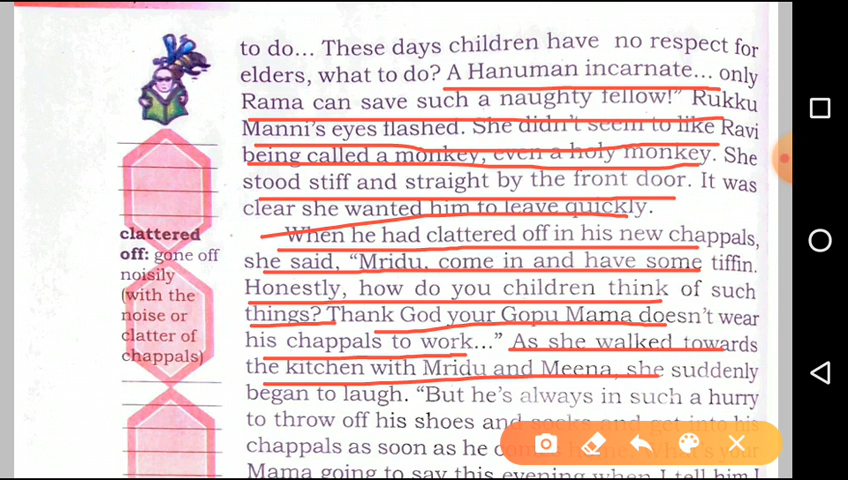 to do... These days children have no respect for
elders, what to do? A Hanuman incarnate... only
Rama can save such a naughty fellow!" Rukku
Manni's eyes flashed. She didn't seem to like Ravi
being called a monkey, even a holy monkey. She
stood stiff and straight by the front door. It was
clear she wanted him to leave quickly.
When he had clattered off in his new chappals,
she said, "Mridu, come in and have some tiffin.
Honestly, how do you children think of such
things? Thank God your Gopu Mama doesn't wear
his chappals to work..." As she walked towards
the kitchen with Mridu and Meena, she suddenly
began to laugh. "But he's always in such a hurry
to throw off his shoes and socks and get into his
chappals as soon as he comes home. What's your
Mama going to say this evening when I tell him I
clattered
off: gone off
noisily
(with the
noise or
clatter of
chappals)